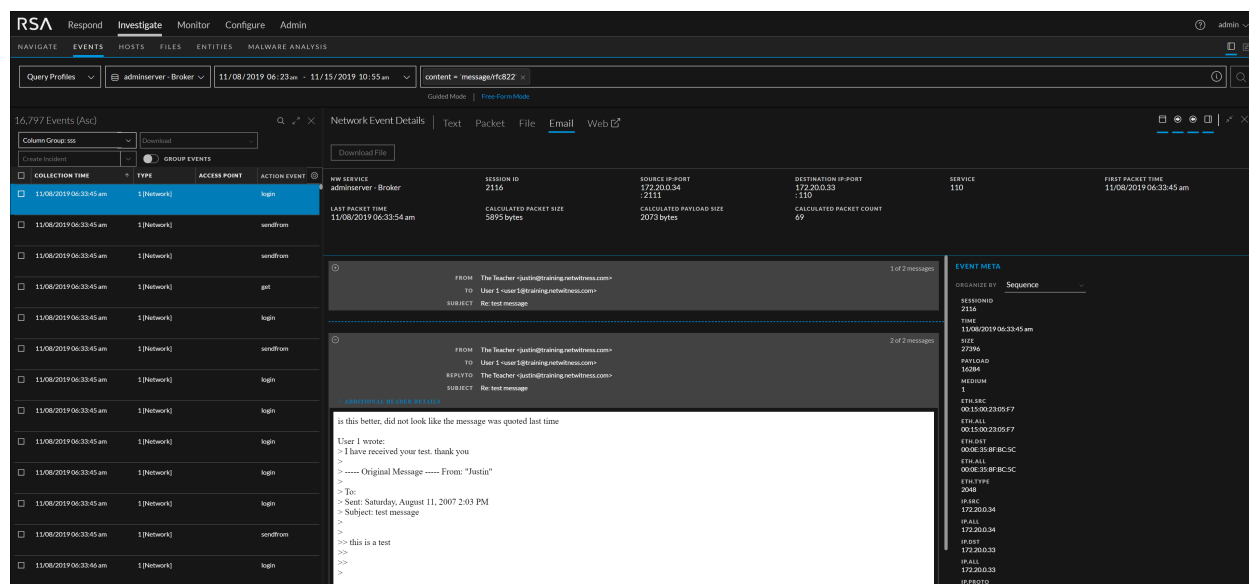 RSA Respond Investigate Monitor Configure Admin admin
NAVIGATE EVENTS HOSTS FILES ENTITIES MALWARE ANALYSIS
Query Profiles adminserver - Broker 11/08/2019 06:23 am - 11/15/2019 10:55 am content = 'message/rfc822' ×
Guided Mode | Free-Form Mode
16,797 Events (Asc)
Column Group: sss Download
Create Incident GROUP EVENTS
COLLECTION TIME TYPE ACCESS POINT ACTION EVENT
11/08/2019 06:33:45 am 1 [Network] login
11/08/2019 06:33:45 am 1 [Network] sendfrom
11/08/2019 06:33:45 am 1 [Network] sendfrom
11/08/2019 06:33:45 am 1 [Network] get
11/08/2019 06:33:45 am 1 [Network] login
11/08/2019 06:33:45 am 1 [Network] sendfrom
11/08/2019 06:33:45 am 1 [Network] login
11/08/2019 06:33:45 am 1 [Network] login
11/08/2019 06:33:45 am 1 [Network] login
11/08/2019 06:33:45 am 1 [Network] login
11/08/2019 06:33:45 am 1 [Network] login
11/08/2019 06:33:45 am 1 [Network] sendfrom
11/08/2019 06:33:46 am 1 [Network] login
Network Event Details Text Packet File Email Web
Download File
NW SERVICE SESSION ID SOURCE IP:PORT DESTINATION IP:PORT SERVICE FIRST PACKET TIME
adminserver - Broker 2116 172.20.0.34 172.20.0.33 110 11/08/2019 06:33:45 am
: 2111 : 110
LAST PACKET TIME CALCULATED PACKET SIZE CALCULATED PAYLOAD SIZE CALCULATED PACKET COUNT
11/08/2019 06:33:54 am 5895 bytes 2073 bytes 69
1 of 2 messages
FROM The Teacher <justin@training.netwitness.com>
TO User 1 <user1@training.netwitness.com>
SUBJECT Re: test message
2 of 2 messages
FROM The Teacher <justin@training.netwitness.com>
TO User 1 <user1@training.netwitness.com>
REPLYTO The Teacher <justin@training.netwitness.com>
SUBJECT Re: test message
+ ADDITIONAL HEADER DETAILS
is this better, did not look like the message was quoted last time
User 1 wrote:
> I have received your test. thank you
>
> ----- Original Message ----- From: "Justin"
>
> To:
> Sent: Saturday, August 11, 2007 2:03 PM
> Subject: test message
>
>
>> this is a test
>>
>>
>
EVENT META
ORGANIZE BY Sequence
SESSIONID
2116
TIME
11/08/2019 06:33:45 am
SIZE
27396
PAYLOAD
16284
MEDIUM
1
ETH.SRC
00:15:00:23:05:F7
ETH.ALL
00:15:00:23:05:F7
ETH.DST
00:0E:35:8F:BC:5C
ETH.ALL
00:0E:35:8F:BC:5C
ETH.TYPE
2048
IP.SRC
172.20.0.34
IP.ALL
172.20.0.34
IP.DST
172.20.0.33
IP.ALL
172.20.0.33
IP.PROTO